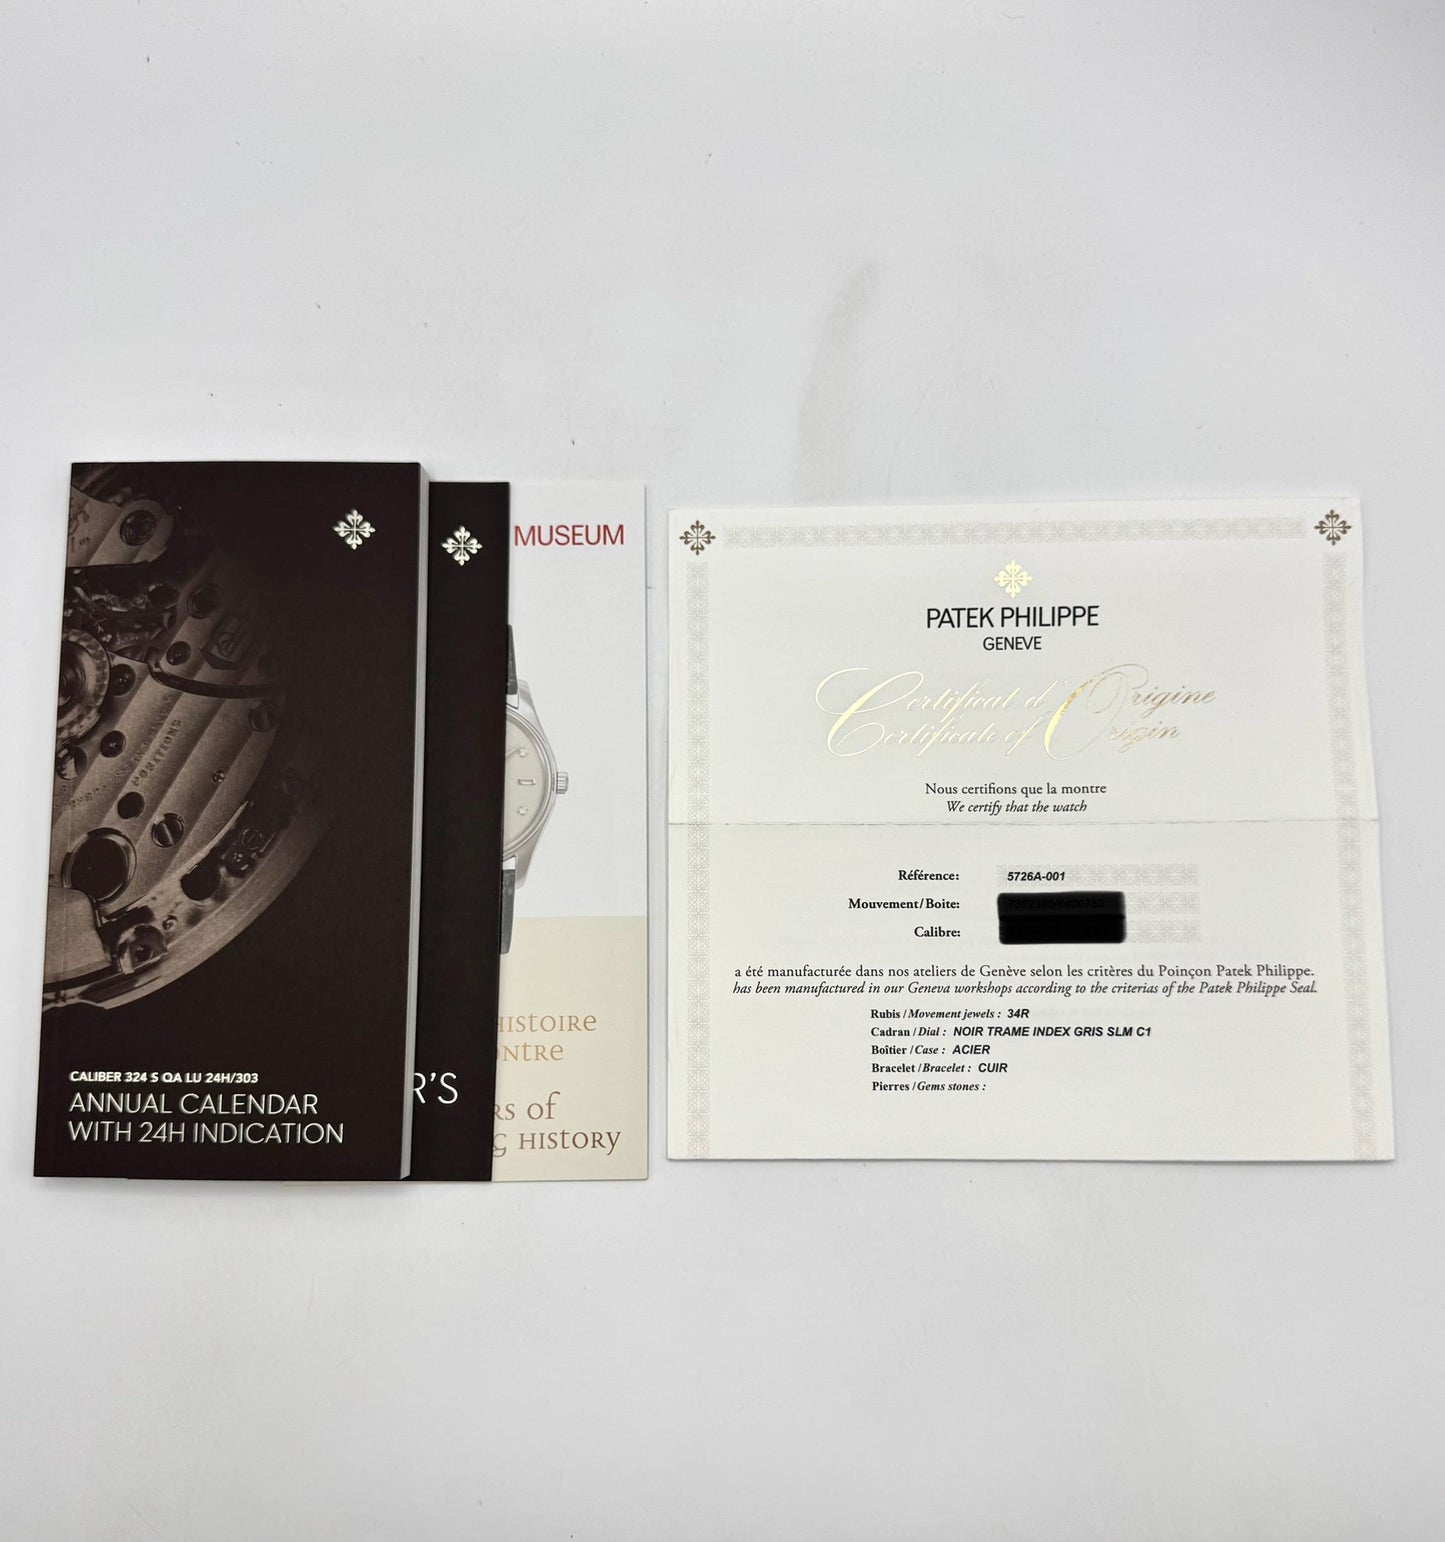 CALIBER 324 S QA LU 24H/303
ANNUAL CALENDAR
WITH 24H INDICATION
POSITIONS
R'S
MUSEUM
HISTOIRE
ONTRE
RS OF
G HISTORY
PATEK PHILIPPE
GENEVE
Certificat d'Origine
Certificate of Origin
Nous certifions que la montre
We certify that the watch
Référence: 5726A-001
Mouvement/Boite:
Calibre:
a été manufacturée dans nos ateliers de Genève selon les critères du Poinçon Patek Philippe.
has been manufactured in our Geneva workshops according to the criterias of the Patek Philippe Seal.
Rubis/Movement jewels: 34R
Cadran/Dial: NOIR TRAME INDEX GRIS SLM C1
Boîtier/Case: ACIER
Bracelet/Bracelet: CUIR
Pierres/Gems stones: